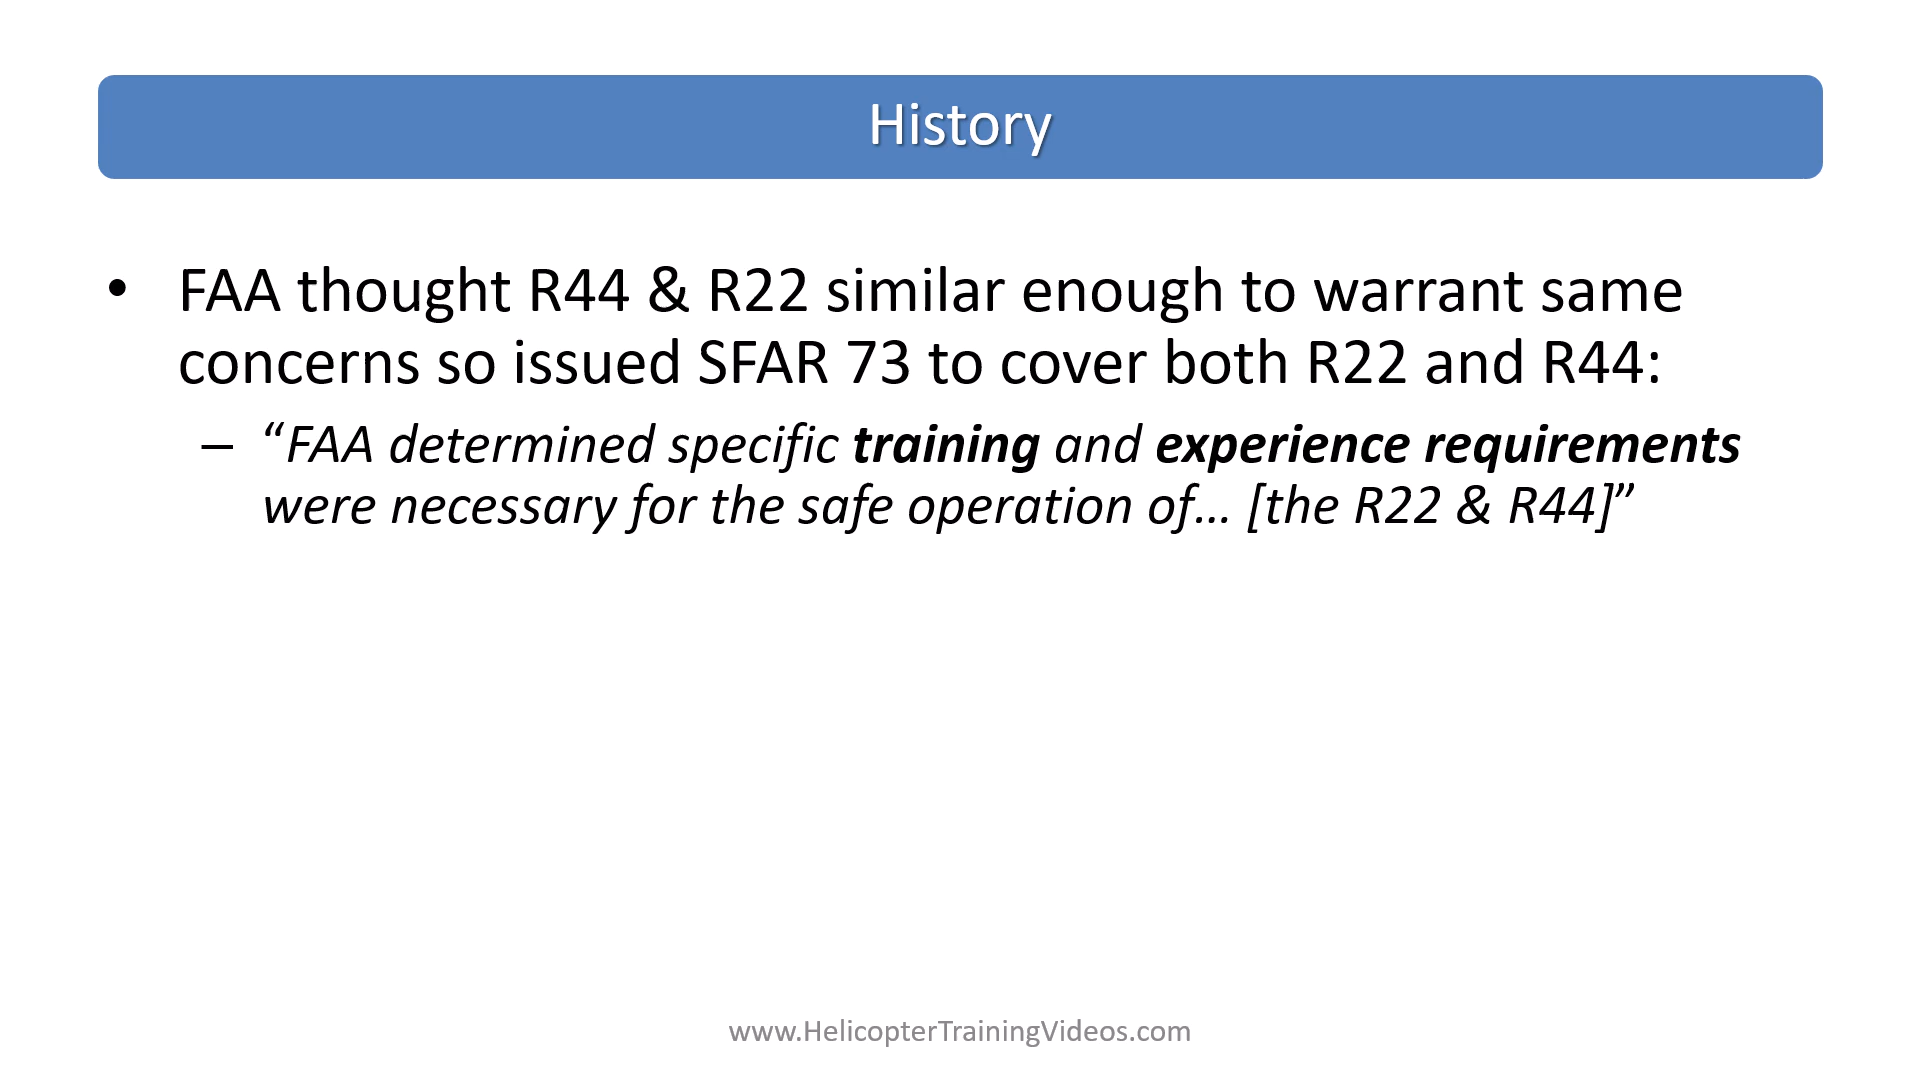 History
• FAA thought R44 & R22 similar enough to warrant same
concerns so issued SFAR 73 to cover both R22 and R44:
– “FAA determined specific training and experience requirements
were necessary for the safe operation of… [the R22 & R44]”
www.HelicopterTrainingVideos.com